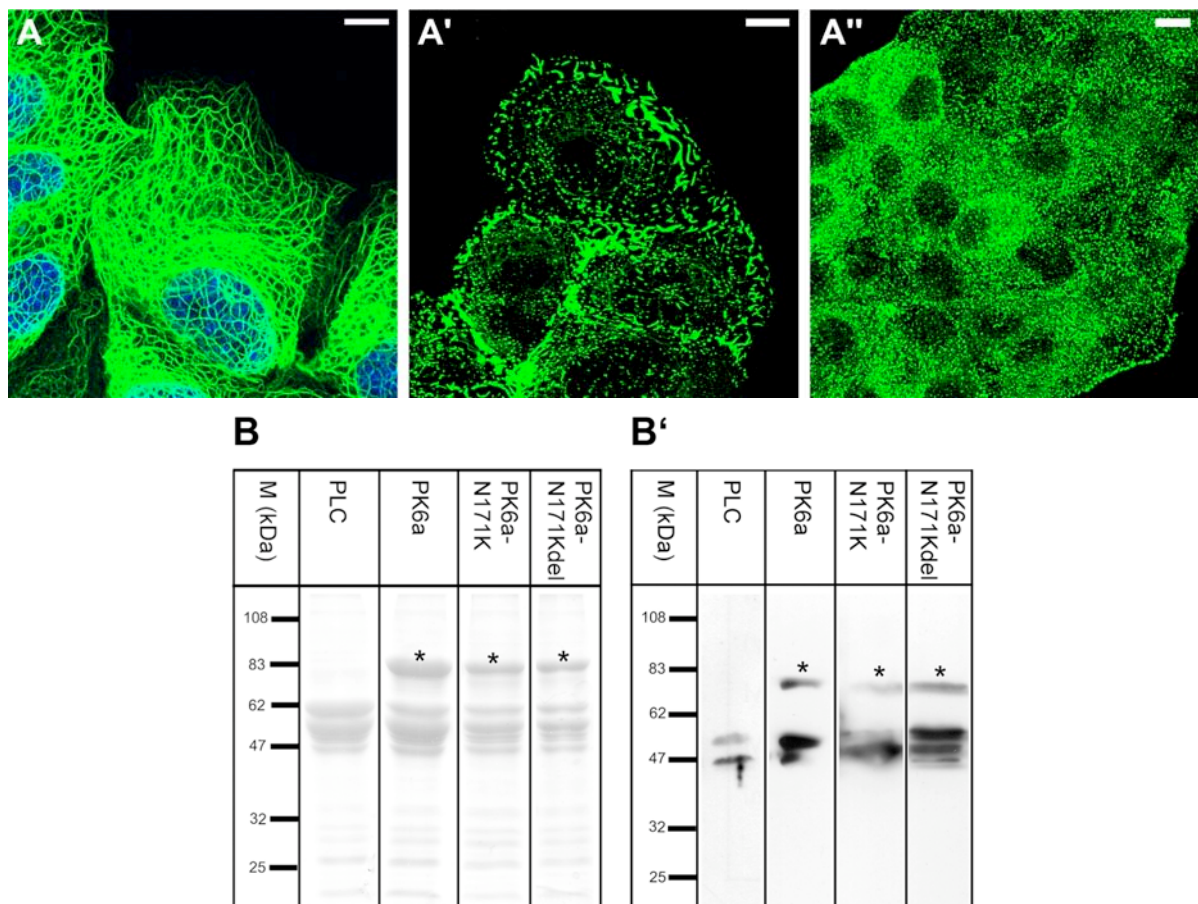 A
A'
A"
B
B‘
M (kDa)
PLC
PK6a
PK6a-
N171K
PK6a-
N171Kdel
108
83
*
*
*
62
47
32
25
M (kDa)
PLC
PK6a
PK6a-
N171K
PK6a-
N171Kdel
108
83
*
*
*
62
47
32
25